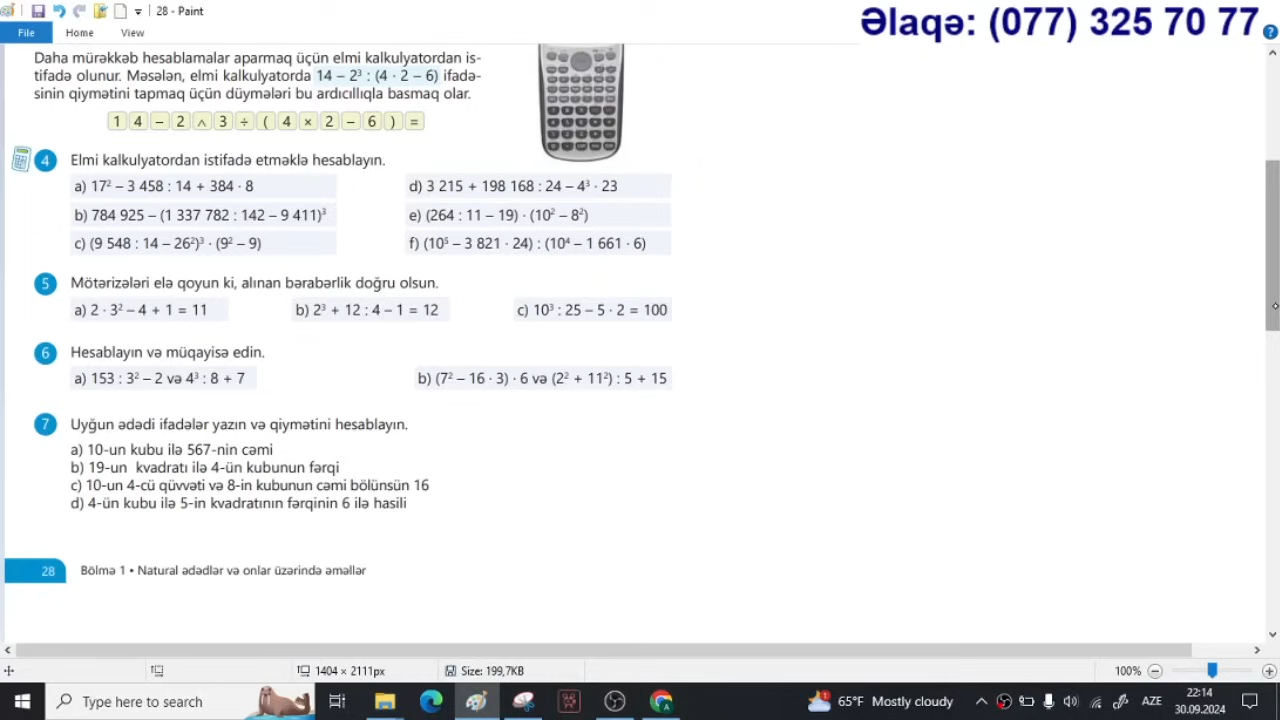 28 - Paint
Əlaqə: (077) 325 70 77
File Home View
Daha mürəkkəb hesablamalar aparmaq üçün elmi kalkulyatordan is-
tifadə olunur. Məsələn, elmi kalkulyatorda 14 – 2³ : (4 · 2 – 6) ifadə-
sinin qiymətini tapmaq üçün düymələri bu ardıcıllıqla basmaq olar.
1 4 – 2 ^ 3 ÷ ( 4 × 2 – 6 ) =
4 Elmi kalkulyatordan istifadə etməklə hesablayın.
a) 17² – 3 458 : 14 + 384 · 8
d) 3 215 + 198 168 : 24 – 4³ · 23
b) 784 925 – (1 337 782 : 142 – 9 411)³
e) (264 : 11 – 19) · (10² – 8²)
c) (9 548 : 14 – 26²)³ · (9² – 9)
f) (10⁵ – 3 821 · 24) : (10⁴ – 1 661 · 6)
5 Mötərizələri elə qoyun ki, alınan bərabərlik doğru olsun.
a) 2 · 3² – 4 + 1 = 11
b) 2³ + 12 : 4 – 1 = 12
c) 10³ : 25 – 5 · 2 = 100
6 Hesablayın və müqayisə edin.
a) 153 : 3² – 2 və 4³ : 8 + 7
b) (7² – 16 · 3) · 6 və (2² + 11²) : 5 + 15
7 Uyğun ədədi ifadələr yazın və qiymətini hesablayın.
a) 10-un kubu ilə 567-nin cəmi
b) 19-un kvadratı ilə 4-ün kubunun fərqi
c) 10-un 4-cü qüvvəti və 8-in kubunun cəmi bölünsün 16
d) 4-ün kubu ilə 5-in kvadratının fərqinin 6 ilə hasili
28 Bölmə 1 • Natural ədədlər və onlar üzərində əməllər
1404 × 2111px
Size: 199,7KB
100%
Type here to search
65°F Mostly cloudy
AZE
22:14
30.09.2024